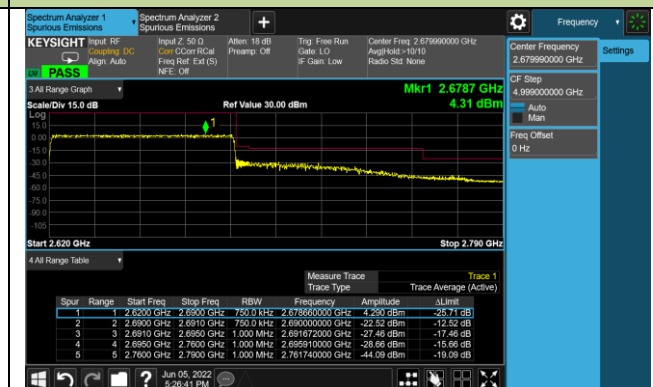 Spectrum Analyzer 1
Spurious Emissions
Spectrum Analyzer 2
Spurious Emissions
+
Frequency
KEYSIGHT
Input: RF
Coupling: DC
Align: Auto
Input Z: 50 Ω
Corr CCorr RCal
Freq Ref: Ext (S)
NFE: Off
Atten: 18 dB
Preamp: Off
Trig: Free Run
Gate: LO
IF Gain: Low
Center Freq: 2.679990000 GHz
Avg|Hold:>10/10
Radio Std: None
PASS
Center Frequency
2.679990000 GHz
Settings
CF Step
4.999000000 GHz
Auto
Man
Freq Offset
0 Hz
3 All Range Graph
Mkr1 2.6787 GHz
4.31 dBm
Scale/Div 15.0 dB
Ref Value 30.00 dBm
Log
15.0
0.00
-15.0
-30.0
-45.0
-60.0
-75.0
-90.0
-105
1
Start 2.620 GHz
Stop 2.790 GHz
4 All Range Table
Measure Trace Trace 1
Trace Type Trace Average (Active)
Spur Range Start Freq Stop Freq RBW Frequency Amplitude ΔLimit
1 1 2.6200 GHz 2.6900 GHz 750.0 kHz 2.678660000 GHz 4.290 dBm -25.71 dB
2 2 2.6900 GHz 2.6910 GHz 750.0 kHz 2.690000000 GHz -22.52 dBm -12.52 dB
3 3 2.6910 GHz 2.6950 GHz 1.000 MHz 2.691672000 GHz -27.46 dBm -17.46 dB
4 4 2.6950 GHz 2.7600 GHz 1.000 MHz 2.695910000 GHz -28.66 dBm -15.66 dB
5 5 2.7600 GHz 2.7900 GHz 1.000 MHz 2.761740000 GHz -44.09 dBm -19.09 dB
?
Jun 05, 2022
5:26:41 PM